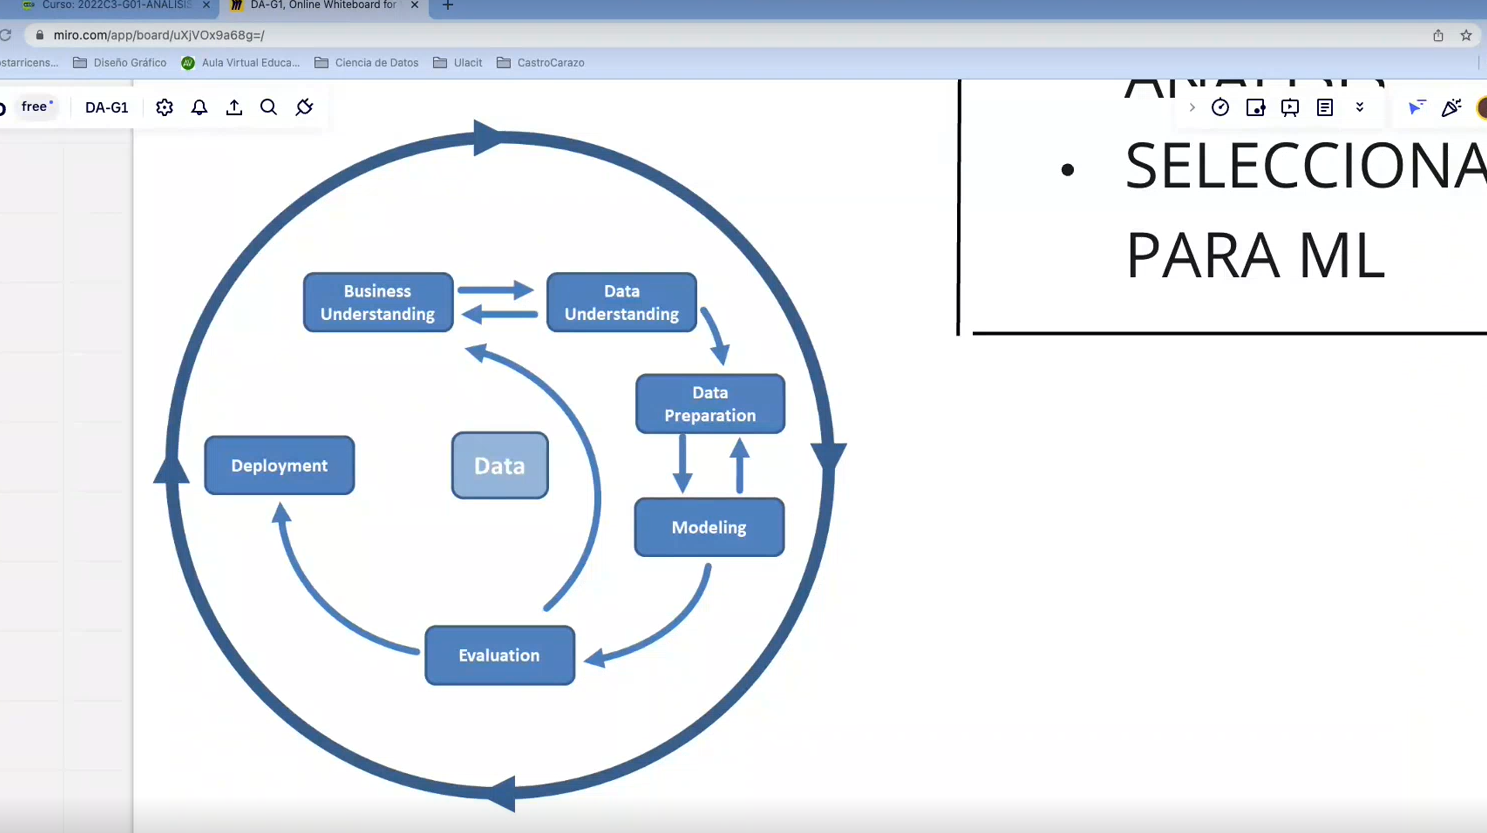 Curso: 2022C3-G01-ANALISIS
DA-G1, Online Whiteboard for
miro.com/app/board/uXjVOx9a68g=/
ostarricens...
Diseño Gráfico
Aula Virtual Educa...
Ciencia de Datos
Ulacit
CastroCarazo
free
DA-G1
ANÁLISIS
• SELECCIONA
PARA ML
Business
Understanding
Data
Understanding
Data
Preparation
Deployment
Data
Modeling
Evaluation